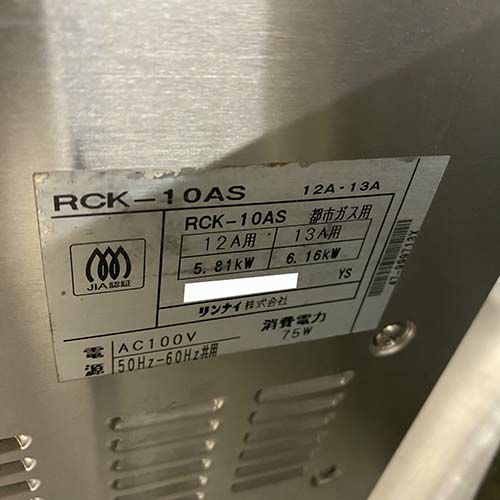 RCK-10AS 12A・13A
RCK-10AS 都市ガス用
12A用 13A用
5.81kW 6.16kW
JIA認証
YS
リンナイ株式会社
電源 AC100V 消費電力
50Hz-60Hz共用 75W